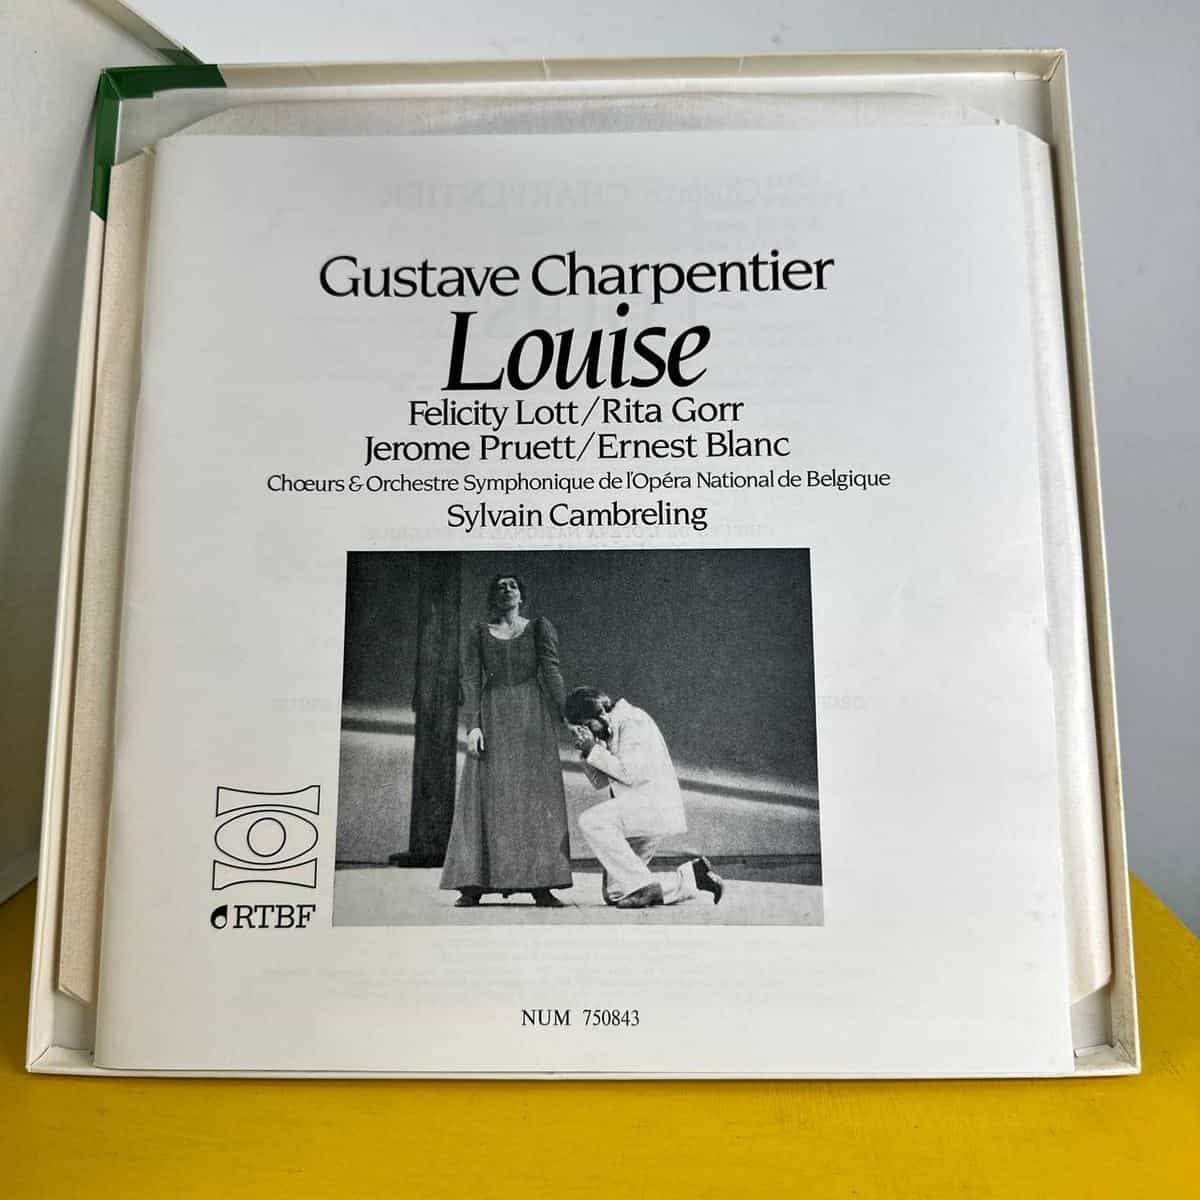 Gustave Charpentier
Louise
Felicity Lott/Rita Gorr
Jerome Pruett/Ernest Blanc
Chœurs & Orchestre Symphonique de l'Opéra National de Belgique
Sylvain Cambreling
RTBF
NUM 750843